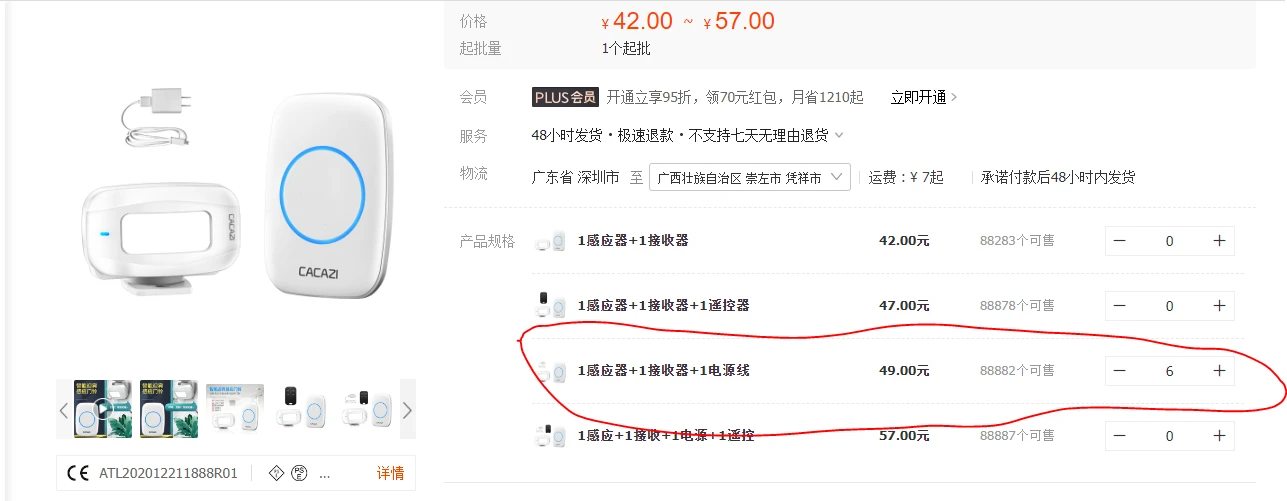 价格
¥ 42.00 ~ ¥ 57.00
起批量
1个起批
会员
PLUS会员 开通立享95折，领70元红包，月省1210起 立即开通
服务
48小时发货·极速退款·不支持七天无理由退货
物流
广东省 深圳市 至 广西壮族自治区 崇左市 凭祥市 运费：¥ 7起 承诺付款后48小时内发货
产品规格
1感应器+1接收器 42.00元 88283个可售 － 0 ＋
1感应器+1接收器+1遥控器 47.00元 88878个可售 － 0 ＋
1感应器+1接收器+1电源线 49.00元 88882个可售 － 6 ＋
1感应+1接收+1电源+1遥控 57.00元 88887个可售 － 0 ＋
CACAZI
CACAZI
CE ATL202012211888R01 ... 详情